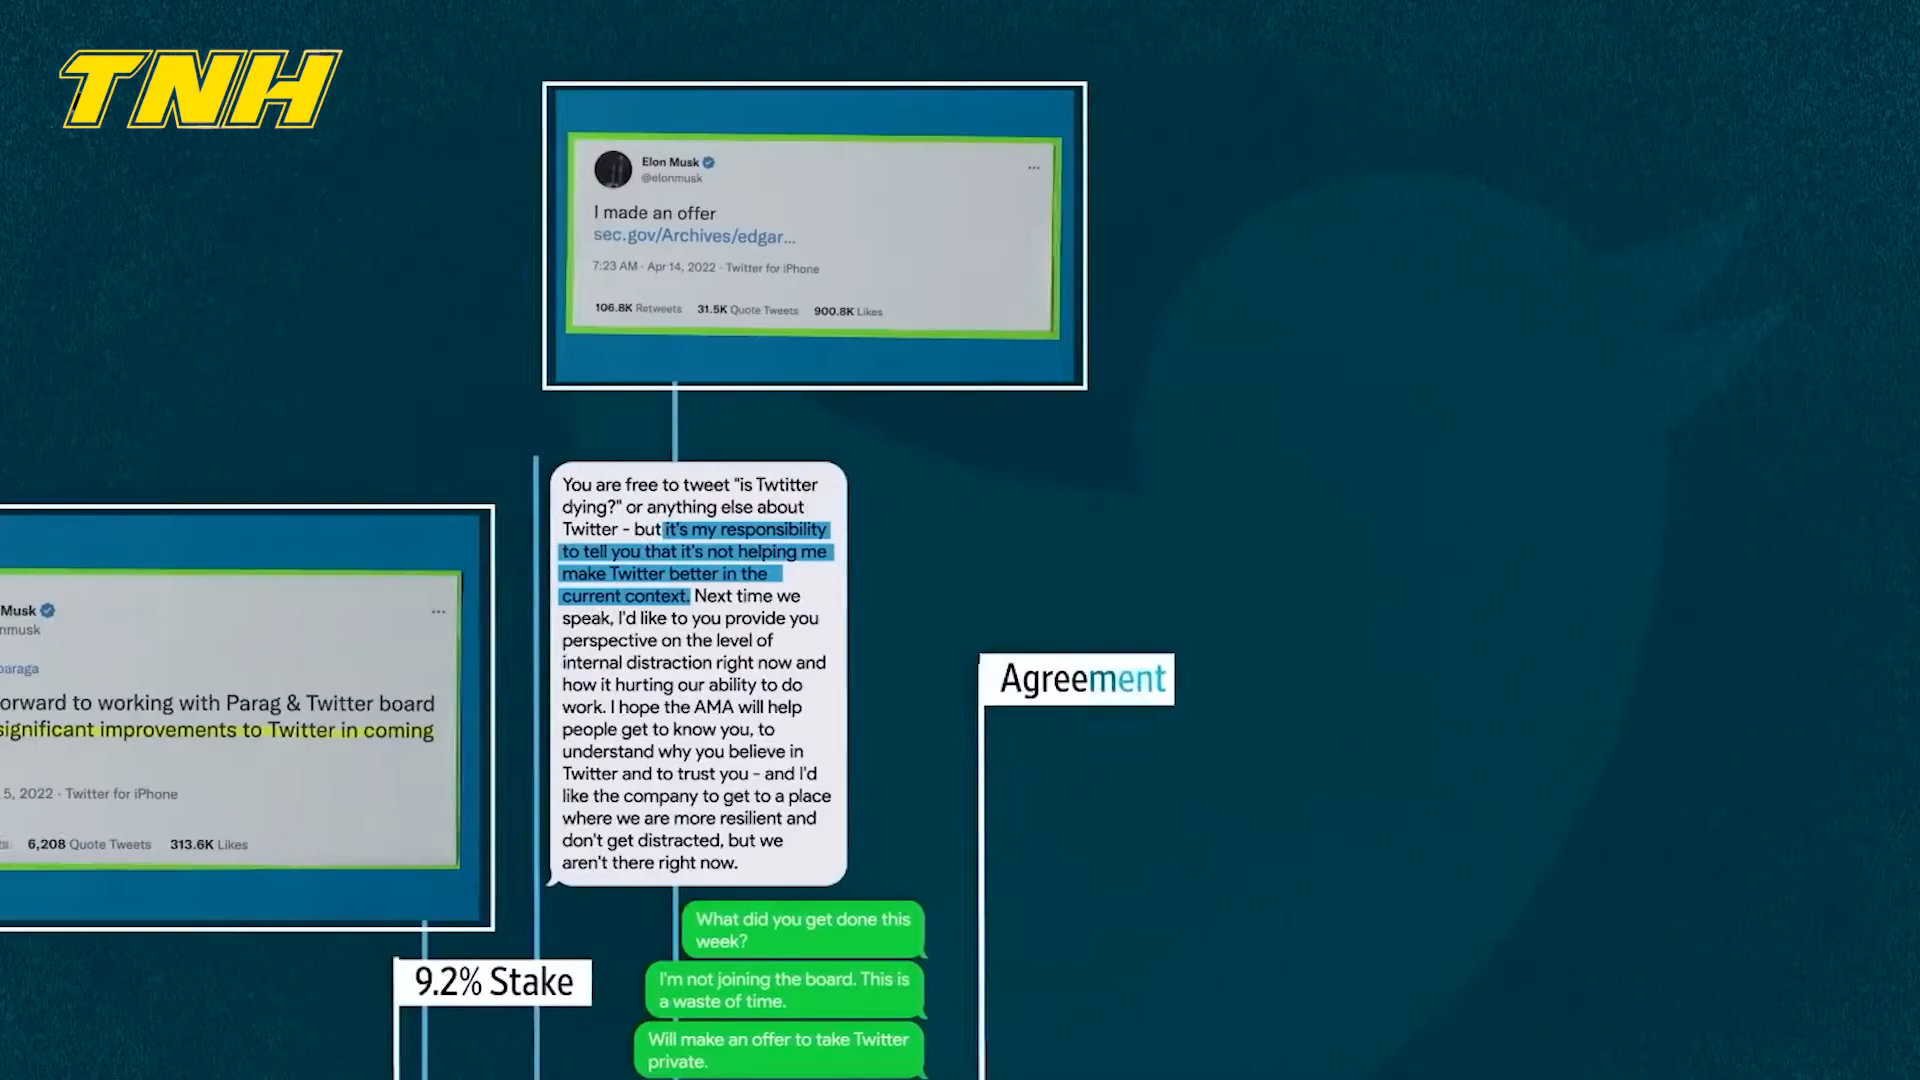 TNH
Elon Musk
@elonmusk
I made an offer
sec.gov/Archives/edgar...
7:23 AM · Apr 14, 2022 · Twitter for iPhone
106.8K Retweets 31.5K Quote Tweets 900.8K Likes
You are free to tweet "is Twtitter
dying?" or anything else about
Twitter - but it's my responsibility
to tell you that it's not helping me
make Twitter better in the
current context. Next time we
speak, I'd like to you provide you
perspective on the level of
internal distraction right now and
how it hurting our ability to do
work. I hope the AMA will help
people get to know you, to
understand why you believe in
Twitter and to trust you - and I'd
like the company to get to a place
where we are more resilient and
don't get distracted, but we
aren't there right now.
Musk
nmusk
paraga
orward to working with Parag & Twitter board
significant improvements to Twitter in coming
5, 2022 · Twitter for iPhone
6,208 Quote Tweets 313.6K Likes
Agreement
What did you get done this
week?
I'm not joining the board. This is
a waste of time.
Will make an offer to take Twitter
private.
9.2% Stake